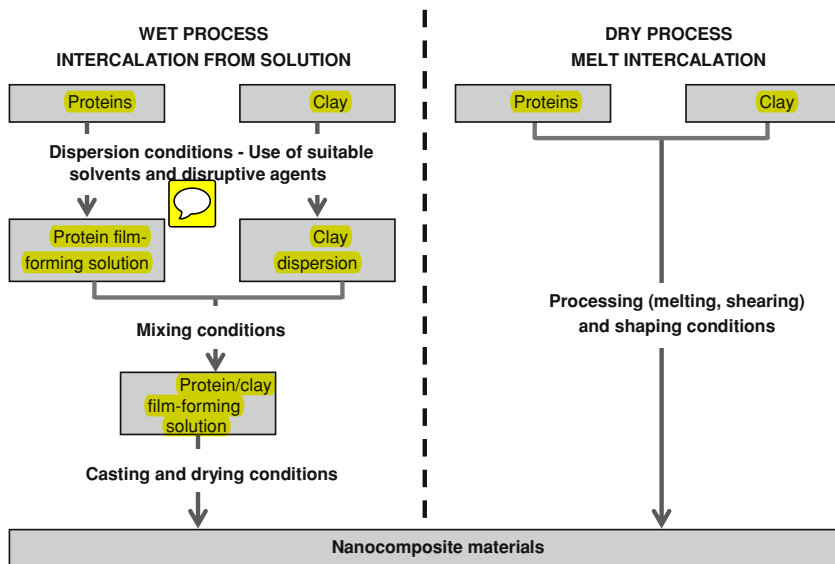 WET PROCESS
INTERCALATION FROM SOLUTION
Proteins
Clay
Dispersion conditions - Use of suitable
solvents and disruptive agents
Protein film-
forming solution
Clay
dispersion
Mixing conditions
Protein/clay
film-forming
solution
Casting and drying conditions
DRY PROCESS
MELT INTERCALATION
Proteins
Clay
Processing (melting, shearing)
and shaping conditions
Nanocomposite materials